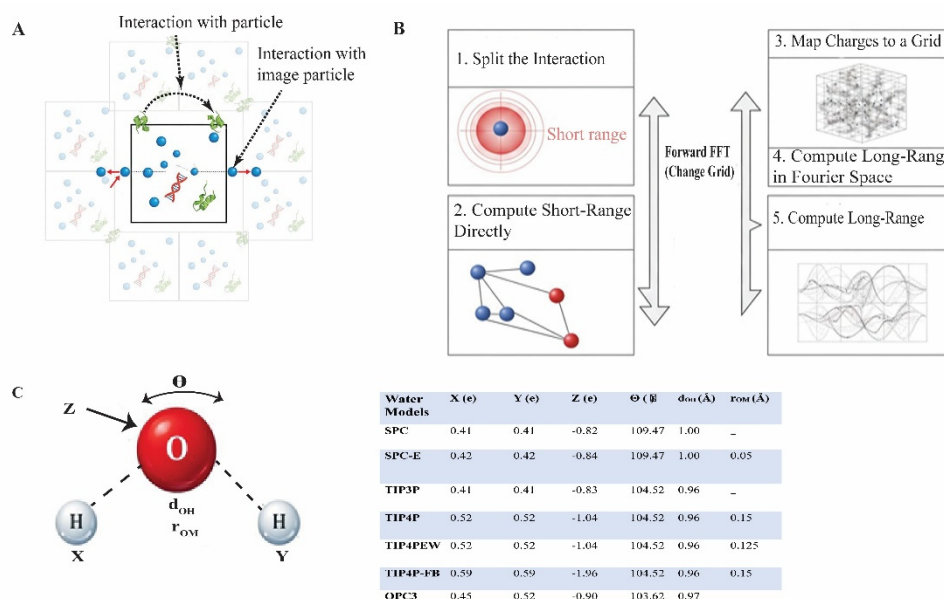 A
Interaction with particle
Interaction with
image particle
B
1. Split the Interaction
Short range
2. Compute Short-Range
Directly
Forward FFT
(Change Grid)
3. Map Charges to a Grid
4. Compute Long-Range
in Fourier Space
5. Compute Long-Range
C
Θ
Z
O
d_OH
r_OM
H
H
X
Y
Water Models X (e) Y (e) Z (e) Θ ( d_OH (Å) r_OM (Å)
SPC 0.41 0.41 -0.82 109.47 1.00 _
SPC-E 0.42 0.42 -0.84 109.47 1.00 0.05
TIP3P 0.41 0.41 -0.83 104.52 0.96 _
TIP4P 0.52 0.52 -1.04 104.52 0.96 0.15
TIP4PEW 0.52 0.52 -1.04 104.52 0.96 0.125
TIP4P-FB 0.59 0.59 -1.96 104.52 0.96 0.15
OPC3 0.45 0.52 -0.90 103.62 0.97